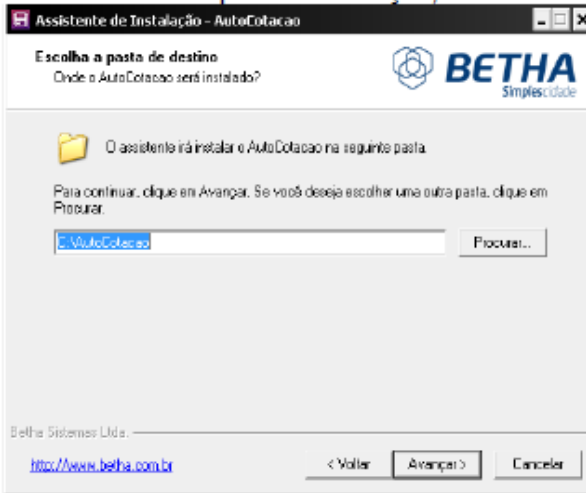 Assistente de Instalação - AutoCotacao
Escolha a pasta de destino
Onde o AutoCotacao será instalado?
BETHA
Simplescidade
O assistente irá instalar o AutoCotacao na seguinte pasta.
Para continuar, clique em Avançar. Se você deseja escolher uma outra pasta, clique em
Procurar.
C:\AutoCotacao
Procurar...
Betha Sistemas Ltda.
http://www.betha.com.br
< Voltar
Avançar >
Cancelar